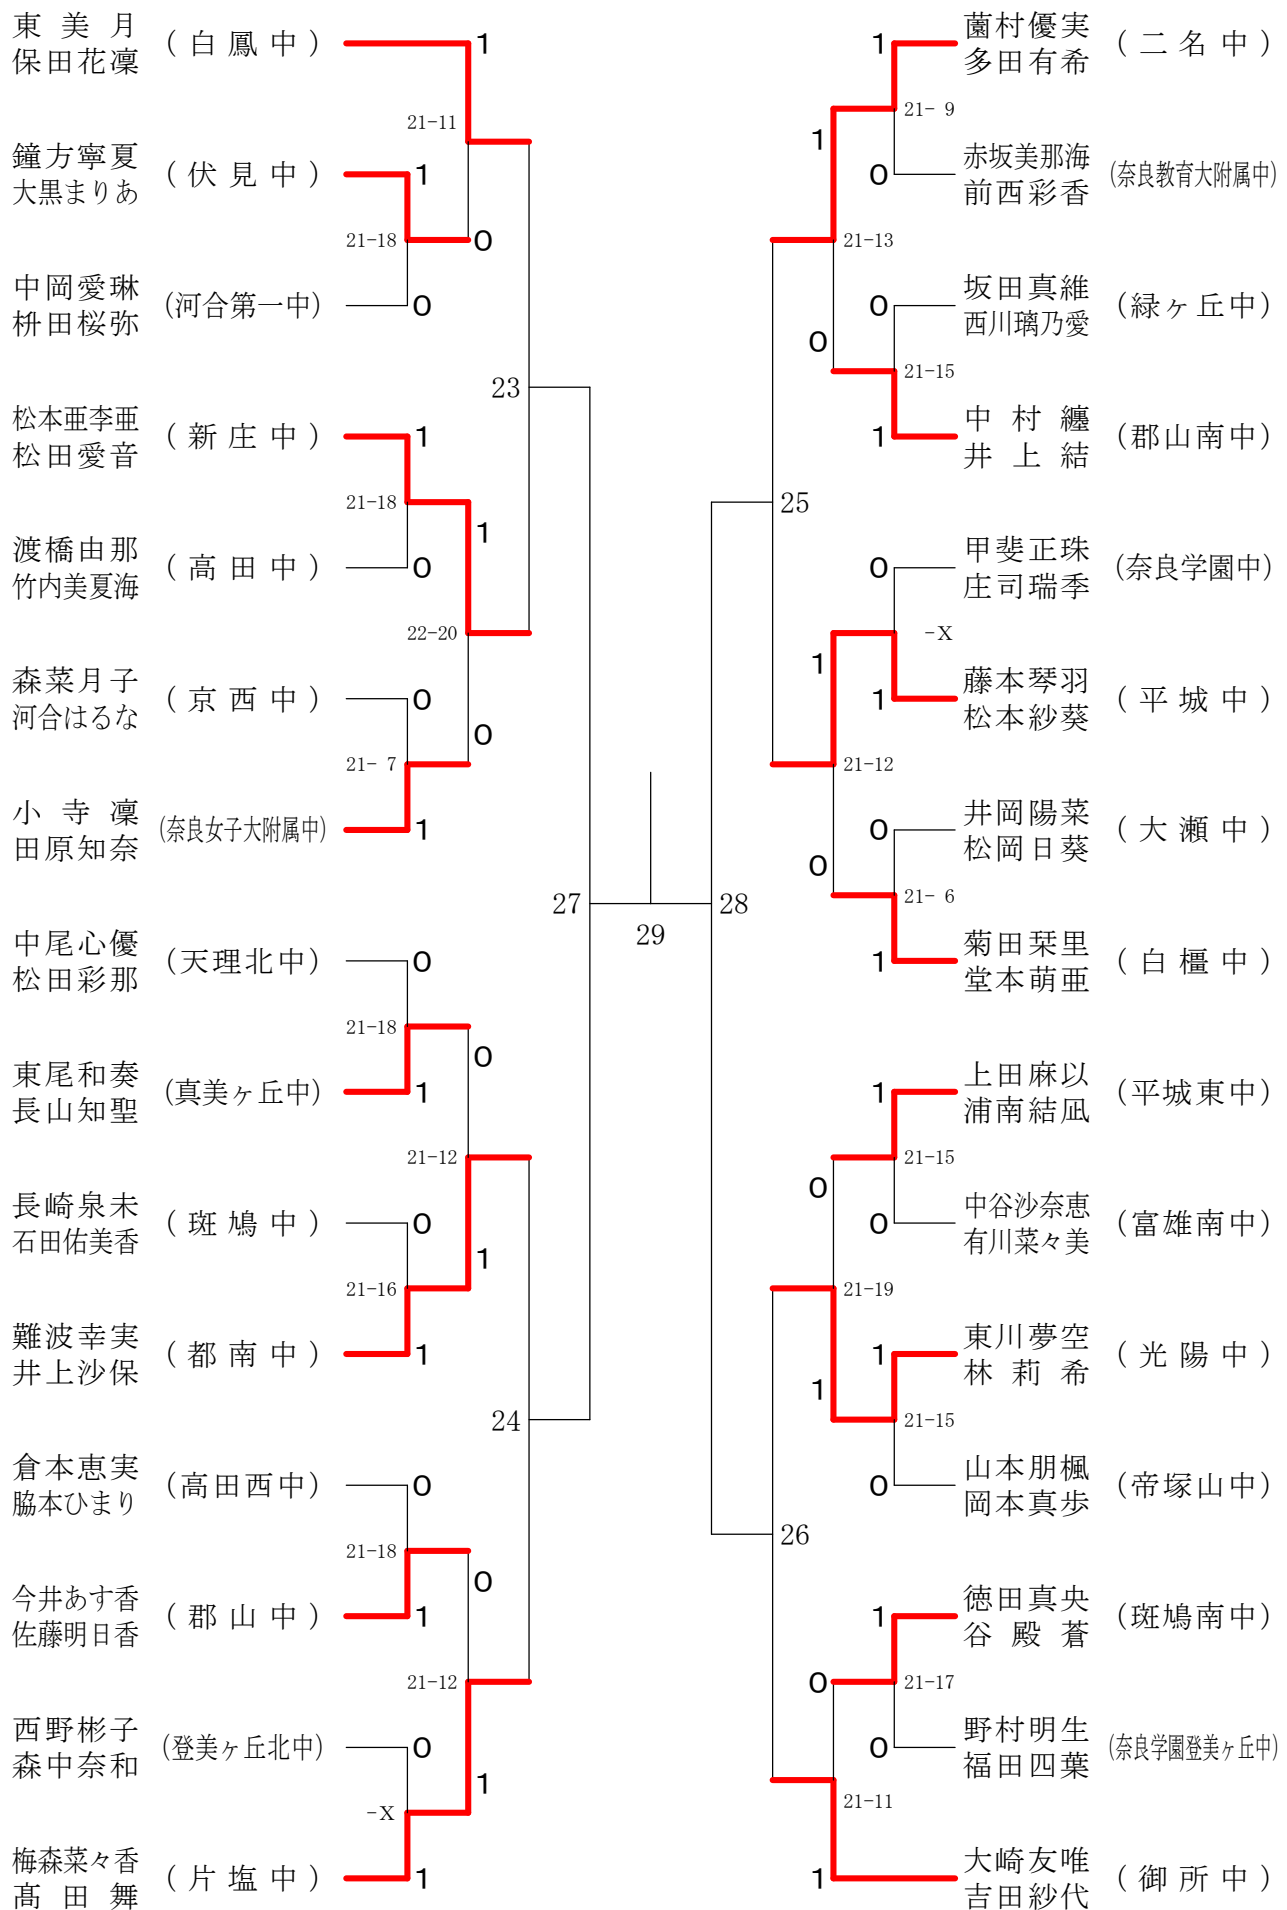 東美月
保田花凜
(白鳳中)
1
21-11
鐘方寧夏
大黒まりあ
(伏見中)
1
21-18
0
中岡愛琳
枡田桜弥
(河合第一中)
0
23
松本亜李亜
松田愛音
(新庄中)
1
21-18
1
渡橋由那
竹内美夏海
(高田中)
0
22-20
森菜月子
河合はるな
(京西中)
0
0
21- 7
小寺凜
田原知奈
(奈良女子大附属中)
1
27
中尾心優
松田彩那
(天理北中)
0
21-18
0
東尾和奏
長山知聖
(真美ヶ丘中)
1
21-12
長崎泉未
石田佑美香
(斑鳩中)
0
1
21-16
難波幸実
井上沙保
(都南中)
1
24
倉本恵実
脇本ひまり
(高田西中)
0
21-18
0
今井あす香
佐藤明日香
(郡山中)
1
21-12
西野彬子
森中奈和
(登美ヶ丘北中)
0
1
-X
梅森菜々香
髙田舞
(片塩中)
1
29
1
薗村優実
多田有希
(二名中)
21- 9
1
0
赤坂美那海
前西彩香
(奈良教育大附属中)
21-13
0
坂田真維
西川璃乃愛
(緑ヶ丘中)
0
21-15
1
中村纏
井上結
(郡山南中)
25
0
甲斐正珠
庄司瑞季
(奈良学園中)
-X
1
1
藤本琴羽
松本紗葵
(平城中)
21-12
0
井岡陽菜
松岡日葵
(大瀬中)
0
21- 6
28
1
菊田栞里
堂本萌亜
(白橿中)
1
上田麻以
浦南結凪
(平城東中)
21-15
0
0
中谷沙奈恵
有川菜々美
(富雄南中)
21-19
1
東川夢空
林莉希
(光陽中)
1
21-15
0
山本朋楓
岡本真歩
(帝塚山中)
26
1
徳田真央
谷殿蒼
(斑鳩南中)
0
21-17
0
野村明生
福田四葉
(奈良学園登美ヶ丘中)
21-11
1
大崎友唯
吉田紗代
(御所中)